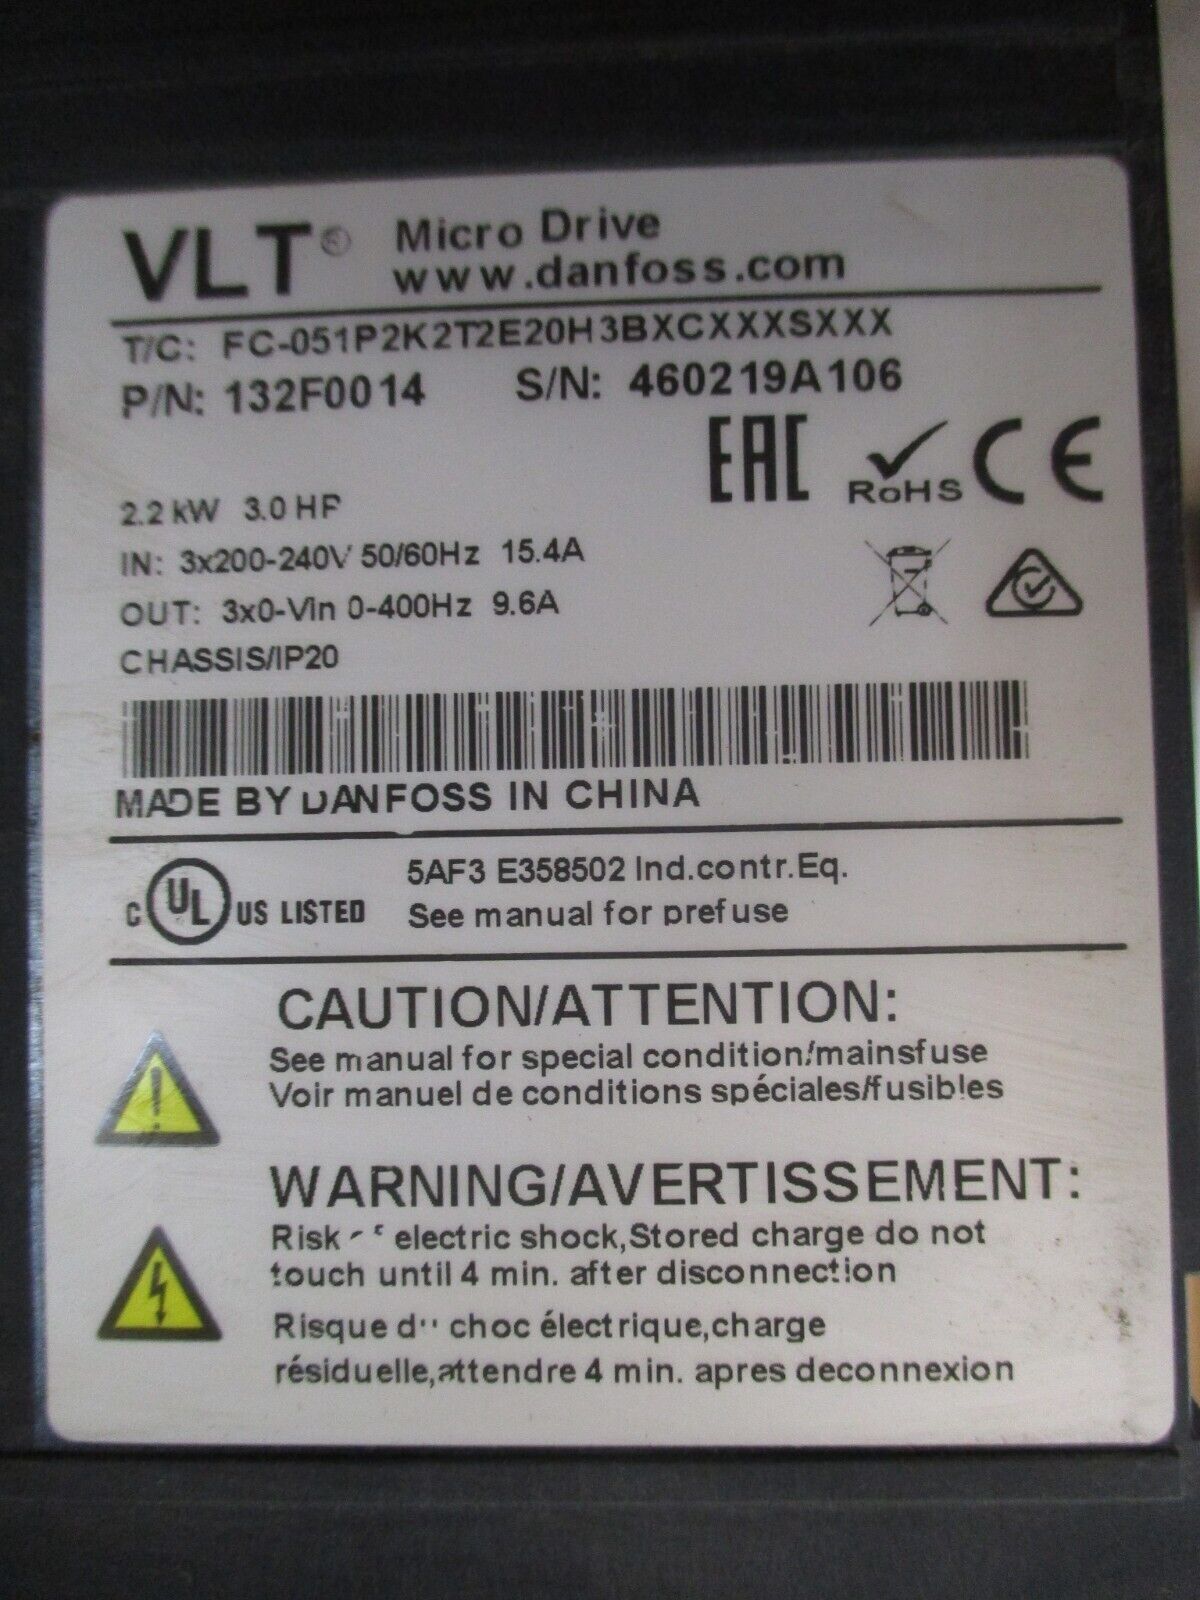 VLT® Micro Drive
www.danfoss.com
T/C: FC-051P2K2T2E20H3BXCXXXSXXX
P/N: 132F0014 S/N: 460219A106
EAC RoHS CE
2.2 kW 3.0 HP
IN: 3x200-240V 50/60Hz 15.4A
OUT: 3x0-Vin 0-400Hz 9.6A
CHASSIS/IP20
MADE BY DANFOSS IN CHINA
C UL US LISTED
5AF3 E358502 Ind.contr.Eq.
See manual for prefuse
CAUTION/ATTENTION:
See manual for special condition/mainsfuse
Voir manuel de conditions spéciales/fusibles
WARNING/AVERTISSEMENT:
Risk of electric shock,Stored charge do not
touch until 4 min. after disconnection
Risque du choc électrique,charge
résiduelle,attendre 4 min. apres deconnexion